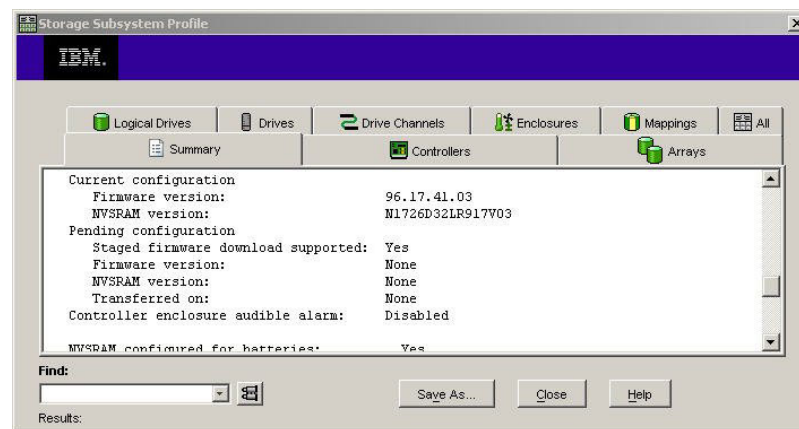 Storage Subsystem Profile
IBM.
Logical Drives Drives Drive Channels Enclosures Mappings All
Summary Controllers Arrays
Current configuration
Firmware version: 96.17.41.03
NVSRAM version: N1726D32LR917V03
Pending configuration
Staged firmware download supported: Yes
Firmware version: None
NVSRAM version: None
Transferred on: None
Controller enclosure audible alarm: Disabled
NVSRAM configured for batteries: Yes
Find:
Save As... Close Help
Results: